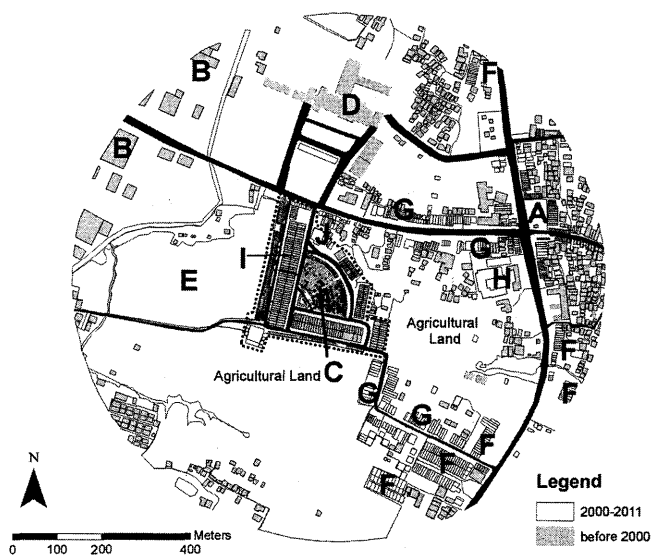 B
F
D
B
G
A
J
G
I
E
H
Agricultural
Land
F
Agricultural Land
C
F
G
G
F
F
F
N
Legend
2000-2011
before 2000
Meters
0 100 200 400